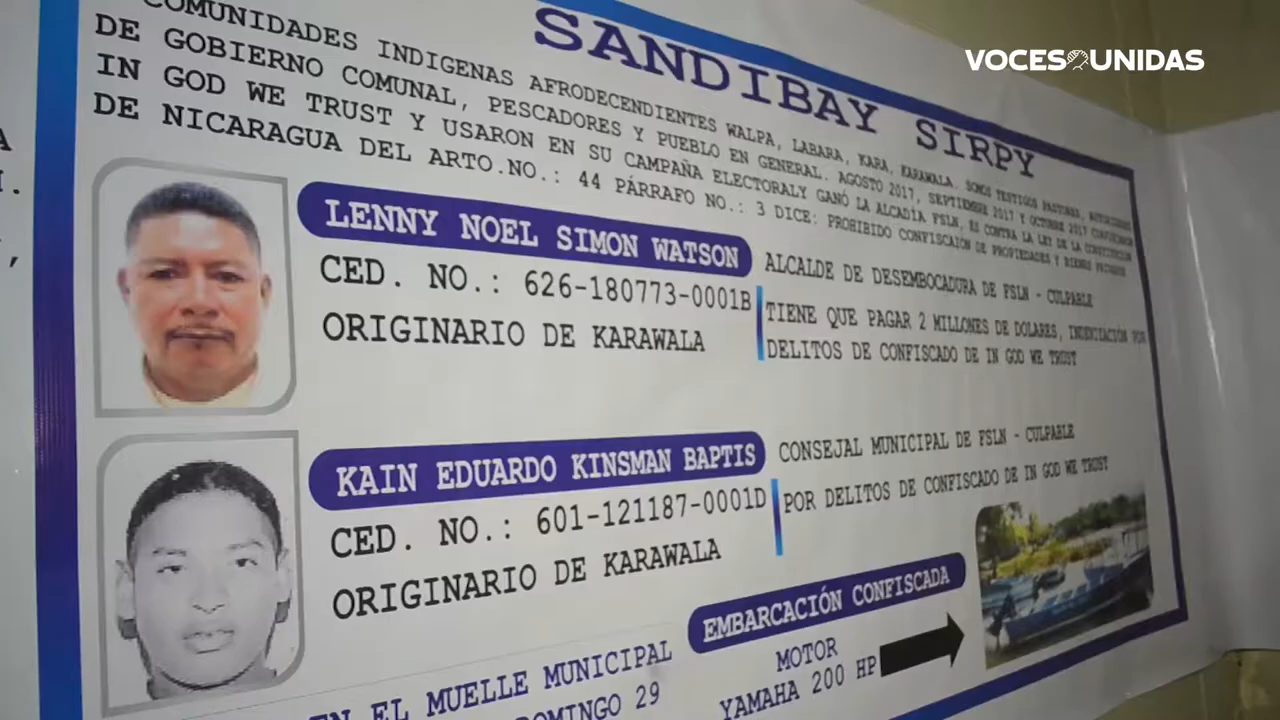 VOCES UNIDAS
SANDIBAY SIRPY
COMUNIDADES INDIGENAS AFRODECENDIENTES WALPA, LABARA, KARA, KARAWALA. SOMOS TESTIGOS PASTORES, AUTORIDADES
DE GOBIERNO COMUNAL, PESCADORES Y PUEBLO EN GENERAL. AGOSTO 2017, SEPTIEMBRE 2017 Y OCTUBRE 2017
IN GOD WE TRUST Y USARON EN SU CAMPAÑA ELECTORALY GANÓ LA ALCADÍA FSLN, ES CONTRA LA LEY DE LA CONSTITUCION
DE NICARAGUA DEL ARTO.NO.: 44 PÁRRAFO NO.: 3 DICE: PROHIBIDO CONFISCAIÓN DE PROPIEDADES Y BIENES PRIVADOS
LENNY NOEL SIMON WATSON
CED. NO.: 626-180773-0001B
ORIGINARIO DE KARAWALA
ALCALDE DE DESEMBOCADURA DE FSLN - CULPABLE
TIENE QUE PAGAR 2 MILLONES DE DOLARES, INDENIZACIÓN POR
DELITOS DE CONFISCADO DE IN GOD WE TRUST
KAIN EDUARDO KINSMAN BAPTIS
CED. NO.: 601-121187-0001D
ORIGINARIO DE KARAWALA
CONSEJAL MUNICIPAL DE FSLN - CULPABLE
POR DELITOS DE CONFISCADO DE IN GOD WE TRUST
EMBARCACIÓN CONFISCADA
MOTOR
YAMAHA 200 HP
EN EL MUELLE MUNICIPAL
DOMINGO 29